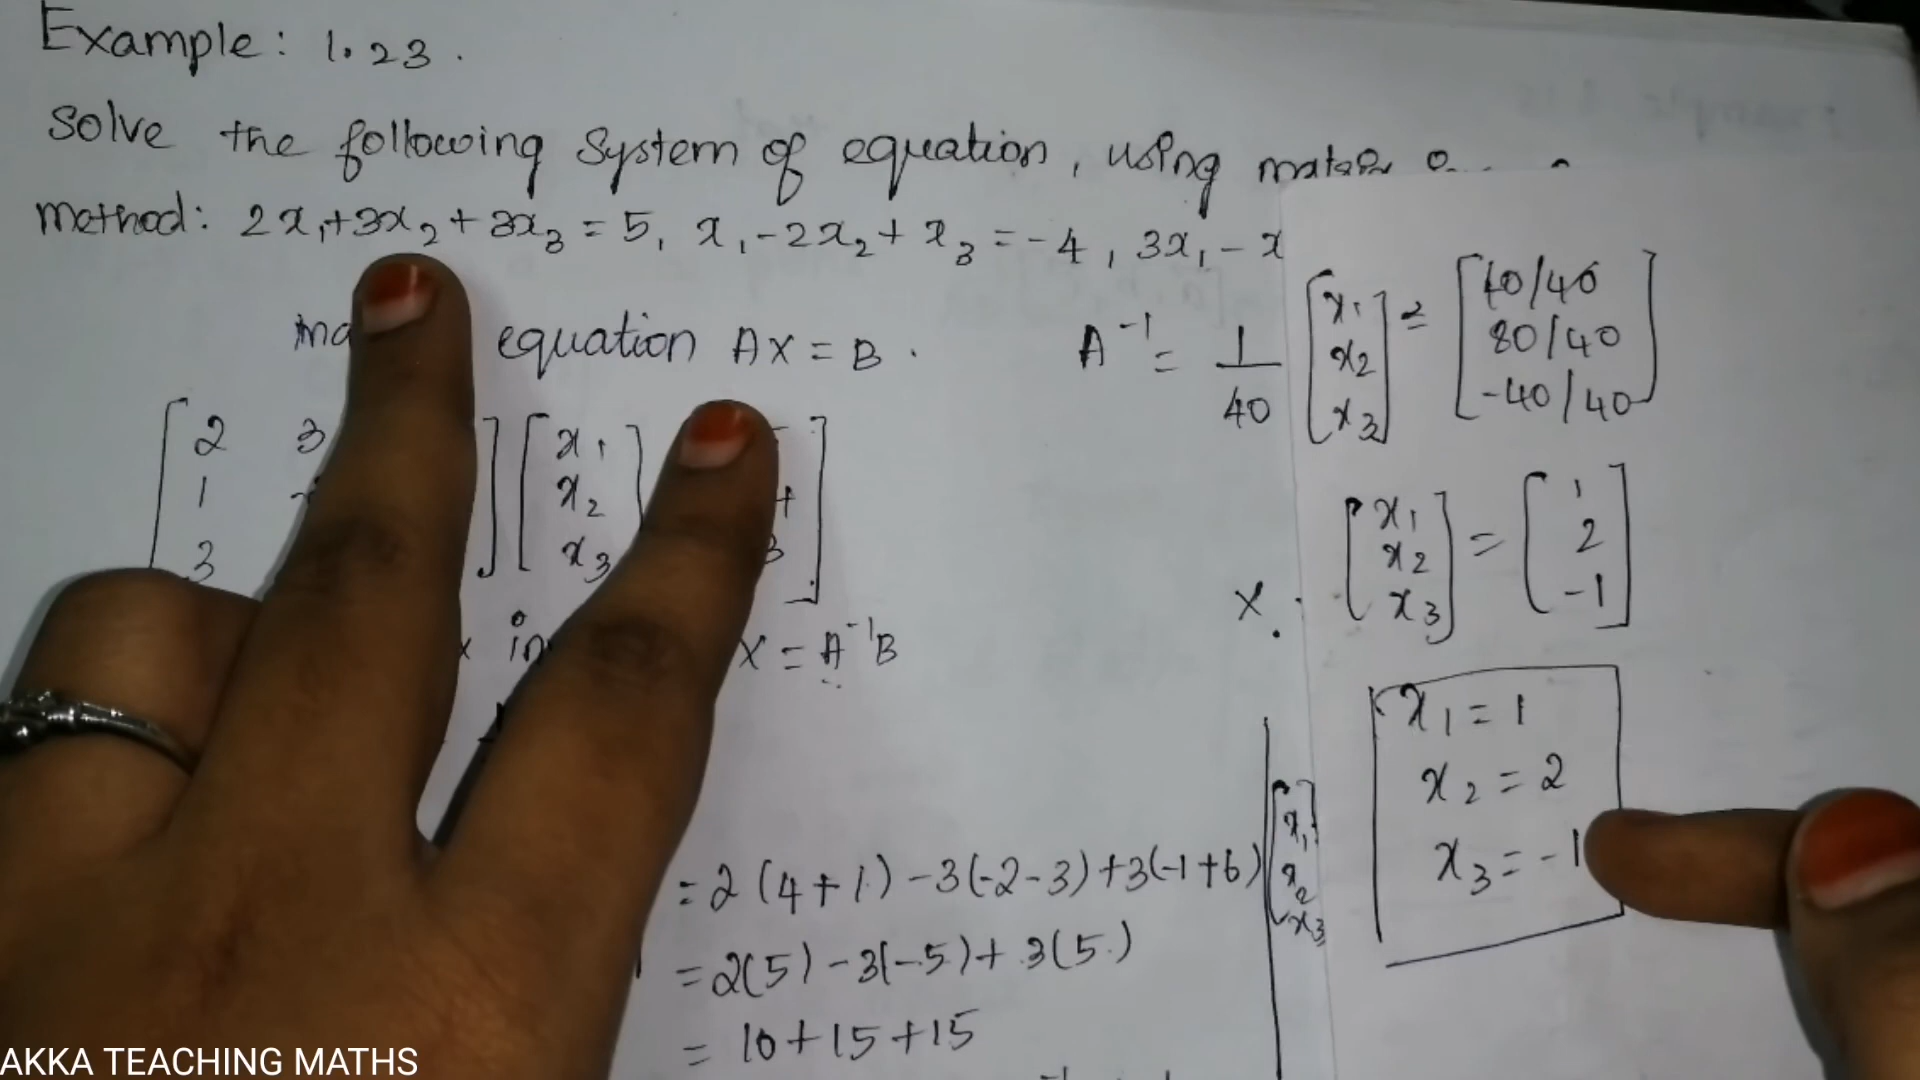 Example: 1.23.
Solve the following System of equation, using
method: 2x₁+3x₂+3x₃=5, x₁-2x₂+x₃=-4, 3x₁-x
equation AX=B.
[2 3
1
3
] [x₁
x₂
x₃]
X=A⁻¹B
=2(4+1)-3(-2-3)+3(-1+6)
=2(5)-3(-5)+3(5)
=10+15+15
A⁻¹= 1/40
[x₁
x₂
x₃] = [40/40
80/40
-40/40]
X
[x₁
x₂
x₃] = [1
2
-1]
[x₁
x₂
x₃
x₁=1
x₂=2
x₃=-1
AKKA TEACHING MATHS